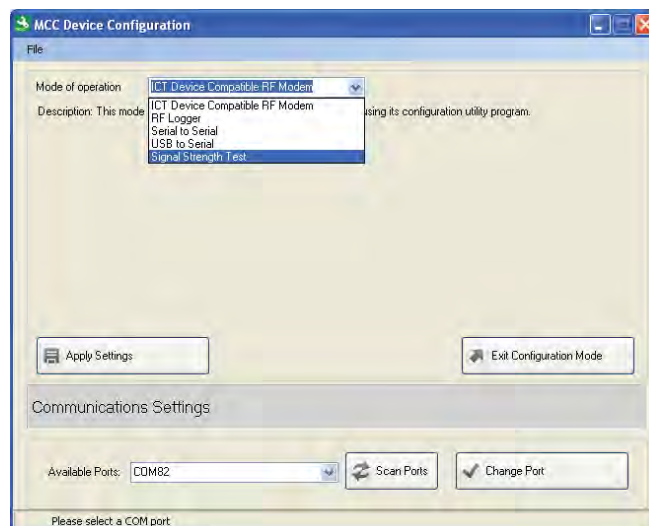 MCC Device Configuration
File
Mode of operation ICT Device Compatible RF Modem
ICT Device Compatible RF Modem
Description: This mode using its configuration utility program.
RF Logger
Serial to Serial
USB to Serial
Signal Strength Test
Apply Settings Exit Configuration Mode
Communications Settings
Available Ports: COM82 Scan Ports Change Port
Please select a COM port